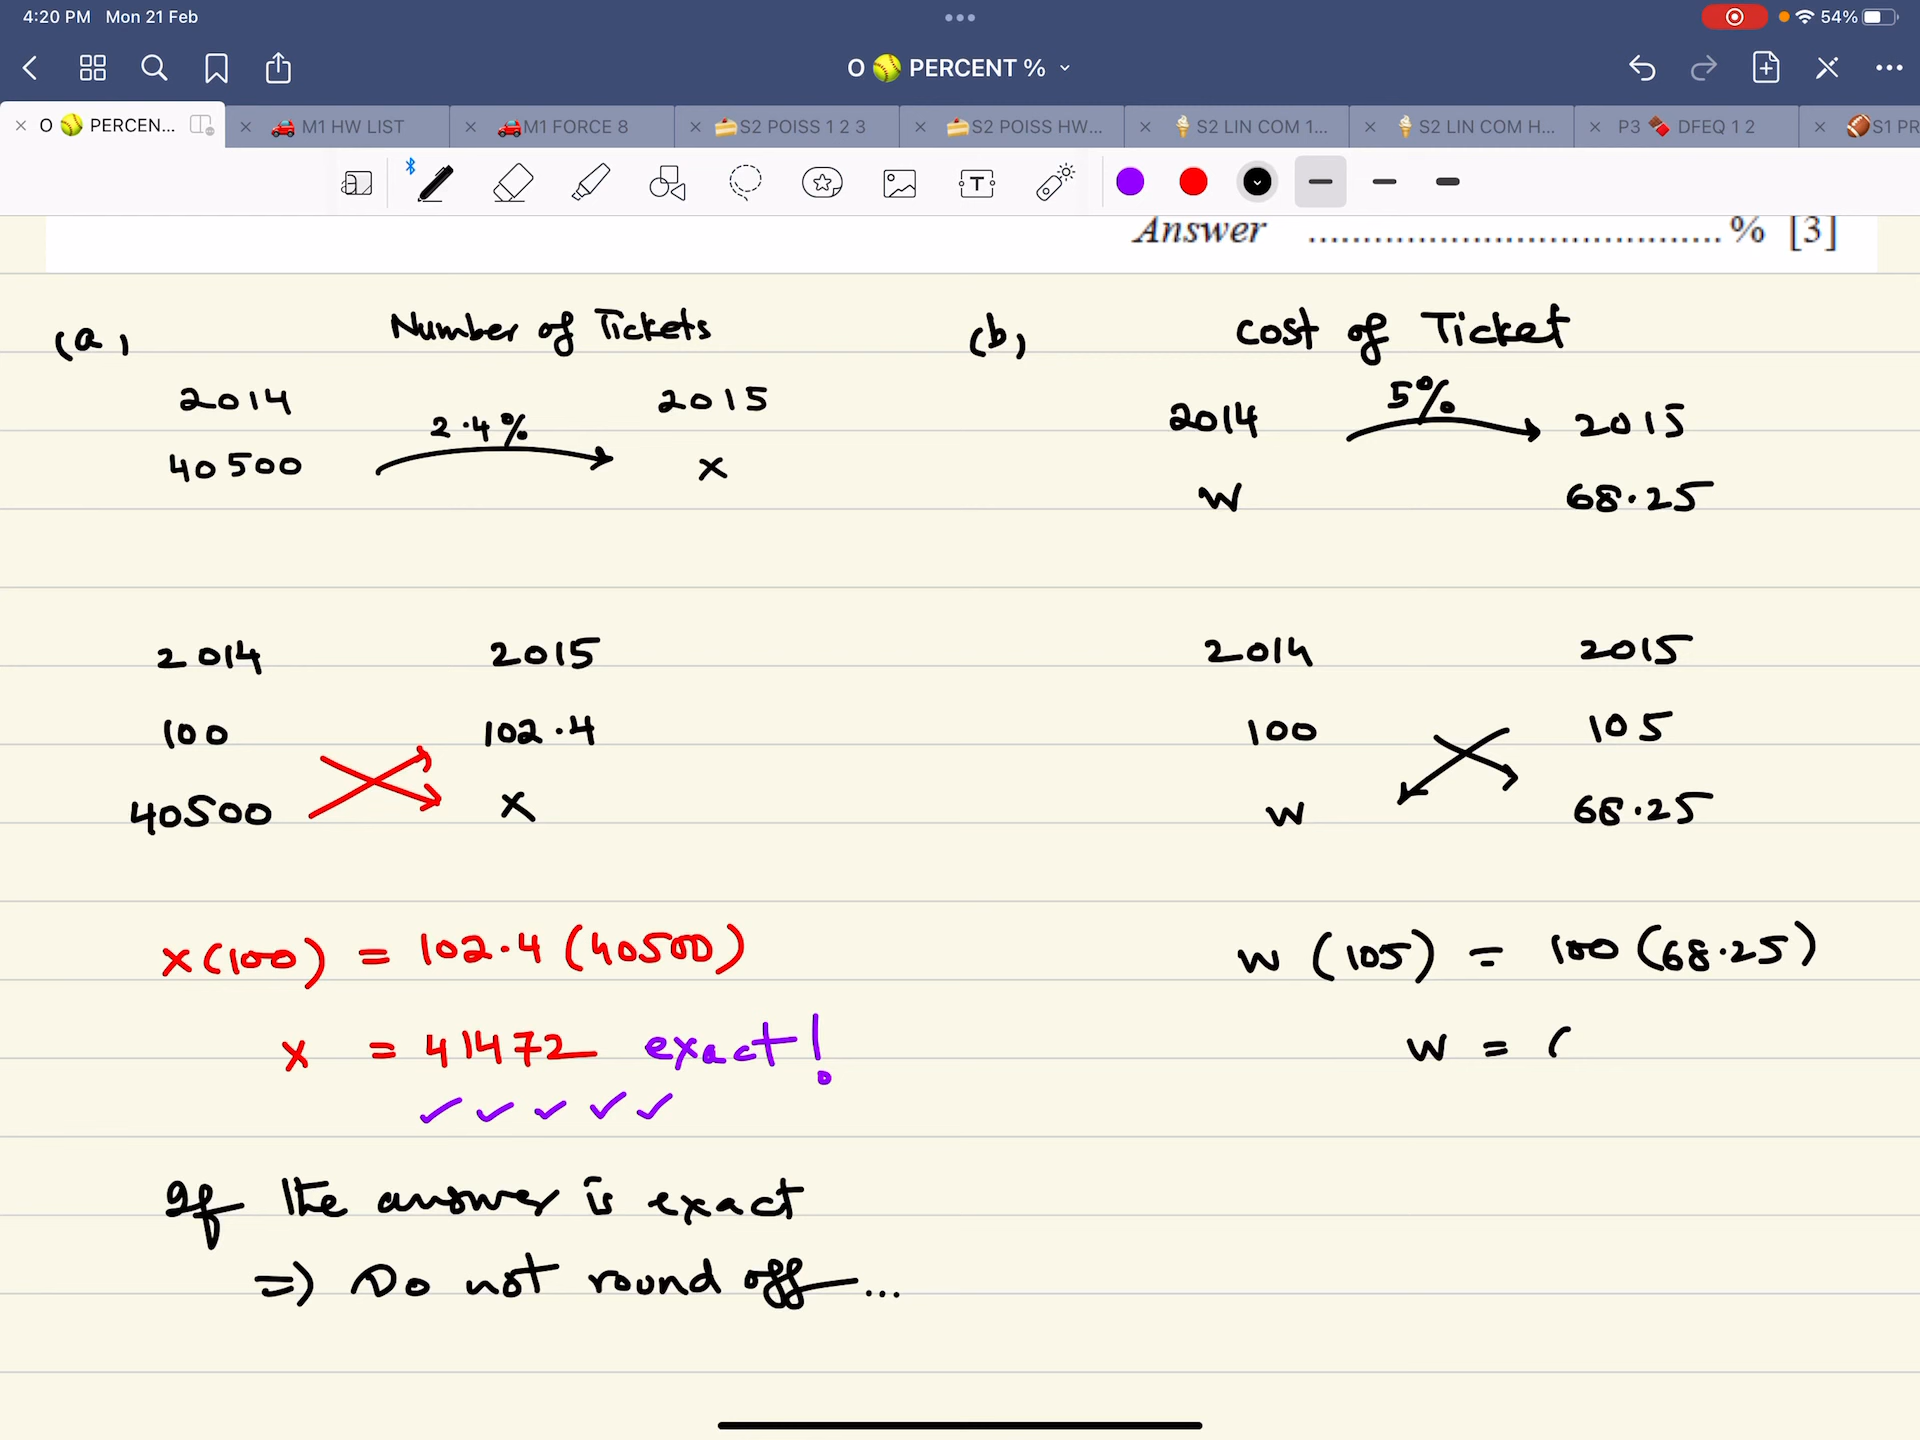 4:20 PM Mon 21 Feb
54%
O PERCENT %
O PERCEN...
M1 HW LIST
M1 FORCE 8
S2 POISS 1 2 3
S2 POISS HW...
S2 LIN COM 1...
S2 LIN COM H...
P3 DFEQ 1 2
S1 PR
Answer ...................................... % [3]
(a) Number of Tickets
2014 2.4% 2015
40500 x
2014 2015
100 102.4
40500 x
x(100) = 102.4 (40500)
x = 41472 exact!
If the answer is exact
=) Do not round off ...
(b) Cost of Ticket
2014 5% 2015
w 68.25
2014 2015
100 105
w 68.25
w (105) = 100 (68.25)
w = (